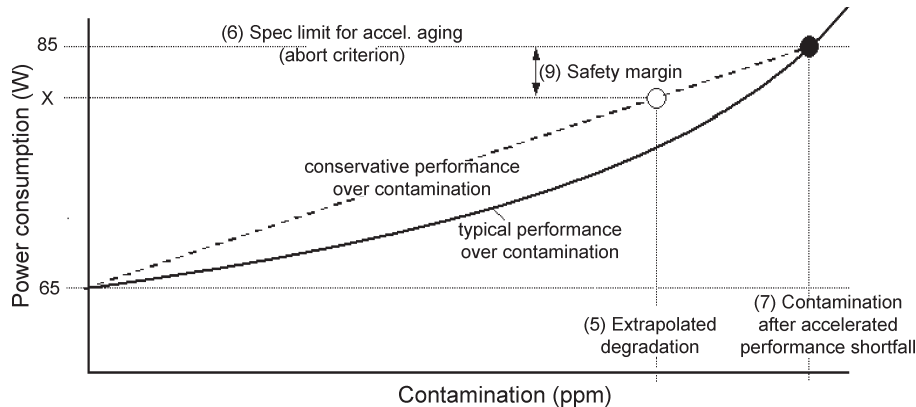 (6) Spec limit for accel. aging
(abort criterion)
85
(9) Safety margin
X
conservative performance
over contamination
typical performance
over contamination
65
(5) Extrapolated
degradation
(7) Contamination
after accelerated
performance shortfall
Power consumption (W)
Contamination (ppm)